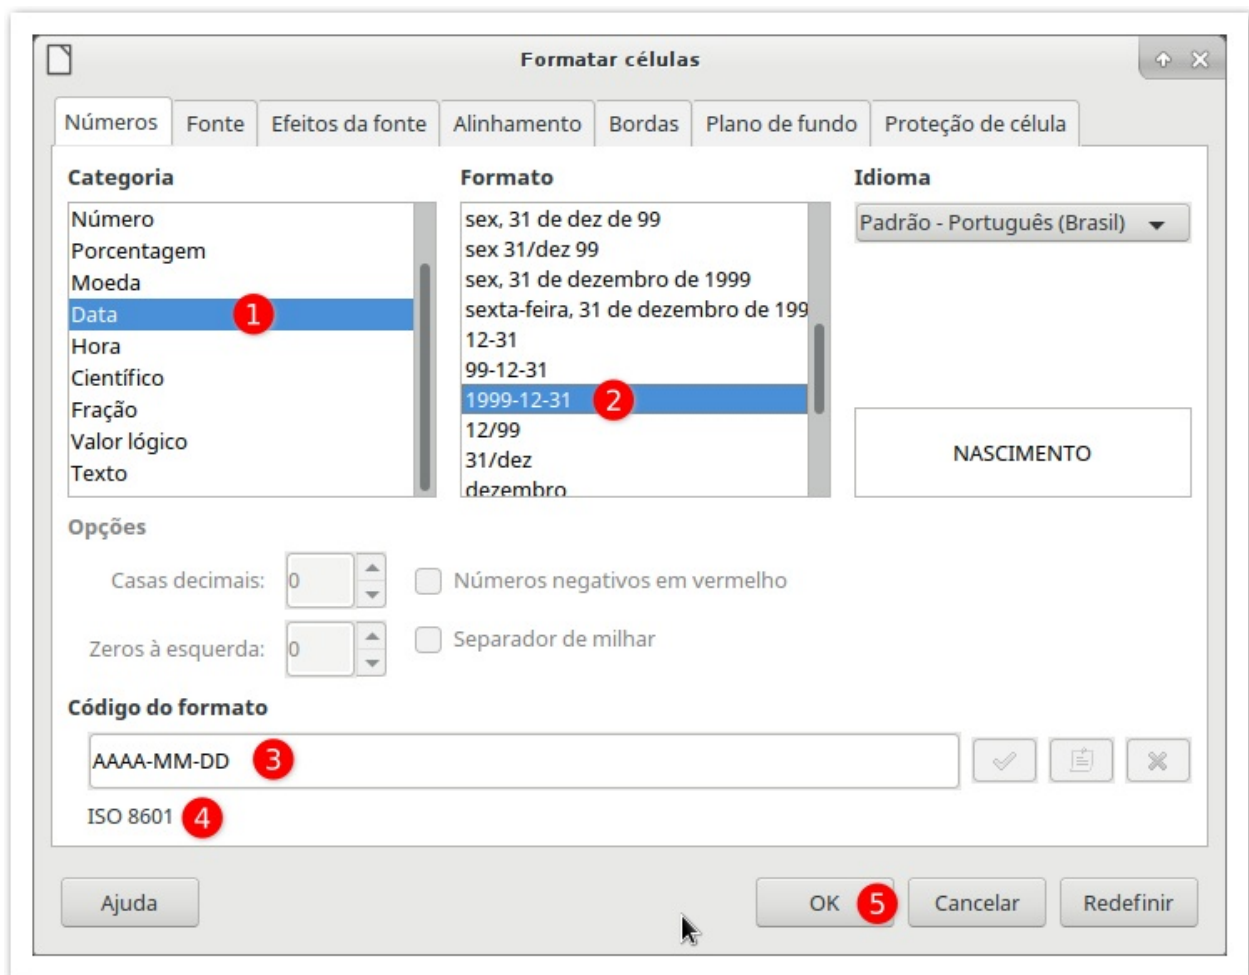 Formatar células
Números Fonte Efeitos da fonte Alinhamento Bordas Plano de fundo Proteção de célula
Categoria
Número
Porcentagem
Moeda
Data 1
Hora
Científico
Fração
Valor lógico
Texto
Formato
sex, 31 de dez de 99
sex 31/dez 99
sex, 31 de dezembro de 1999
sexta-feira, 31 de dezembro de 199
12-31
99-12-31
1999-12-31 2
12/99
31/dez
dezembro
Idioma
Padrão - Português (Brasil)
NASCIMENTO
Opções
Casas decimais: 0 Números negativos em vermelho
Zeros à esquerda: 0 Separador de milhar
Código do formato
AAAA-MM-DD 3
ISO 8601 4
Ajuda OK 5 Cancelar Redefinir